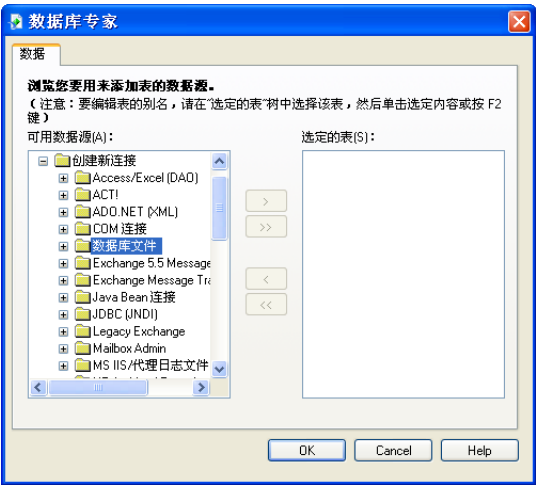 数据库专家
数据
浏览您要用来添加表的数据源。
(注意：要编辑表的别名，请在"选定的表"树中选择该表，然后单击选定内容或按 F2
键)
可用数据源(A)：
选定的表(S)：
创建新连接
Access/Excel (DAO)
ACT!
ADO.NET (XML)
COM 连接
数据库文件
Exchange 5.5 Message
Exchange Message Tra
Java Bean 连接
JDBC (JNDI)
Legacy Exchange
Mailbox Admin
MS IIS/代理日志文件
>
>>
<
<<
OK
Cancel
Help